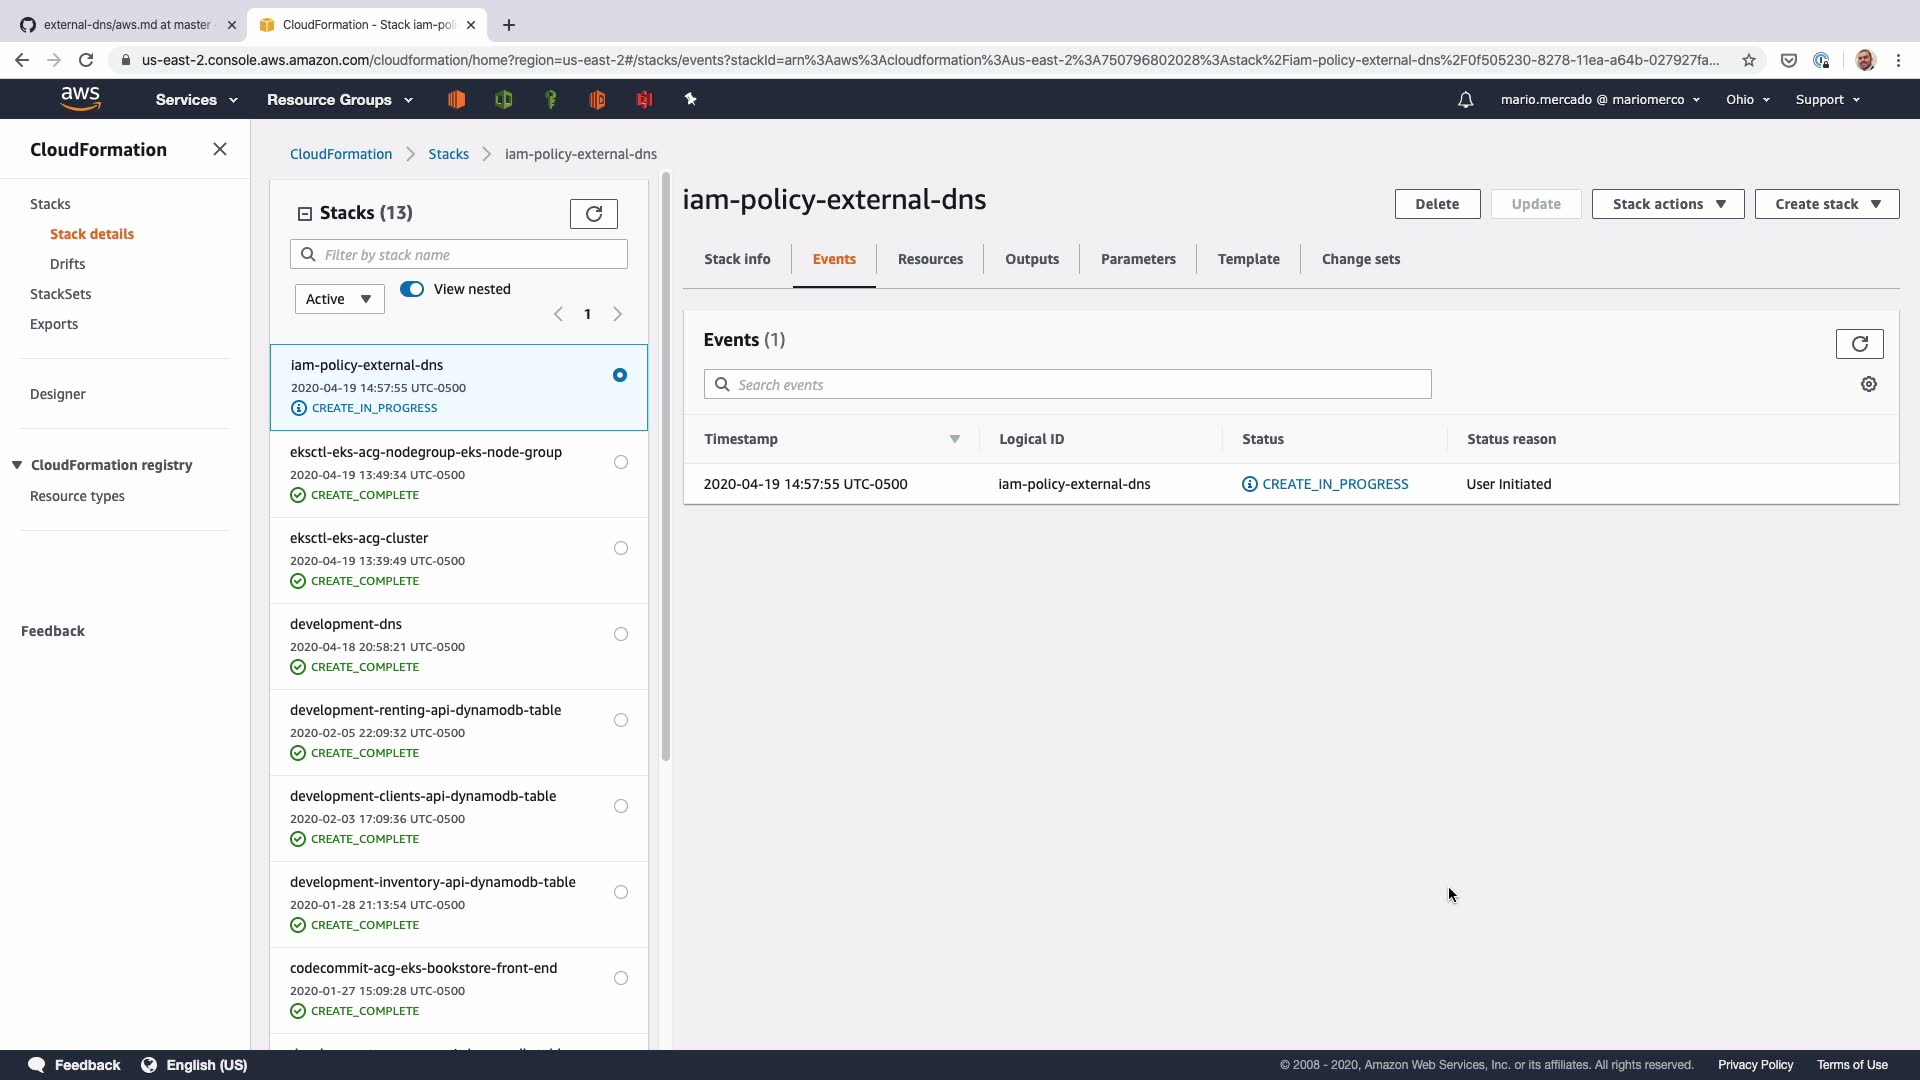 external-dns/aws.md at master
CloudFormation - Stack iam-poli
us-east-2.console.aws.amazon.com/cloudformation/home?region=us-east-2#/stacks/events?stackId=arn%3Aaws%3Acloudformation%3Aus-east-2%3A750796802028%3Astack%2Fiam-policy-external-dns%2F0f505230-8278-11ea-a64b-027927fa...
aws
Services
Resource Groups
mario.mercado @ mariomerco
Ohio
Support
CloudFormation
Stacks
Stack details
Drifts
StackSets
Exports
Designer
CloudFormation registry
Resource types
Feedback
CloudFormation
Stacks
iam-policy-external-dns
Stacks (13)
Filter by stack name
Active
View nested
1
iam-policy-external-dns
2020-04-19 14:57:55 UTC-0500
CREATE_IN_PROGRESS
eksctl-eks-acg-nodegroup-eks-node-group
2020-04-19 13:49:34 UTC-0500
CREATE_COMPLETE
eksctl-eks-acg-cluster
2020-04-19 13:39:49 UTC-0500
CREATE_COMPLETE
development-dns
2020-04-18 20:58:21 UTC-0500
CREATE_COMPLETE
development-renting-api-dynamodb-table
2020-02-05 22:09:32 UTC-0500
CREATE_COMPLETE
development-clients-api-dynamodb-table
2020-02-03 17:09:36 UTC-0500
CREATE_COMPLETE
development-inventory-api-dynamodb-table
2020-01-28 21:13:54 UTC-0500
CREATE_COMPLETE
codecommit-acg-eks-bookstore-front-end
2020-01-27 15:09:28 UTC-0500
CREATE_COMPLETE
iam-policy-external-dns
Delete
Update
Stack actions
Create stack
Stack info
Events
Resources
Outputs
Parameters
Template
Change sets
Events (1)
Search events
Timestamp
Logical ID
Status
Status reason
2020-04-19 14:57:55 UTC-0500
iam-policy-external-dns
CREATE_IN_PROGRESS
User Initiated
Feedback
English (US)
© 2008 - 2020, Amazon Web Services, Inc. or its affiliates. All rights reserved.
Privacy Policy
Terms of Use